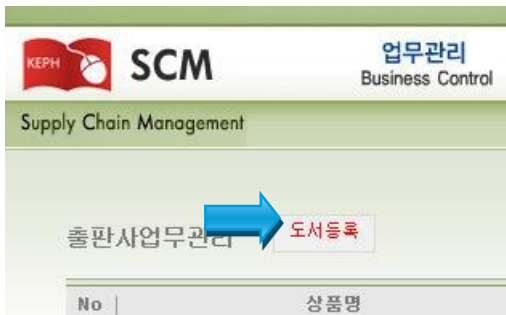 KEPH SCM 업무관리
Business Control
Supply Chain Management
출판사업무관리 도서등록
No | 상품명